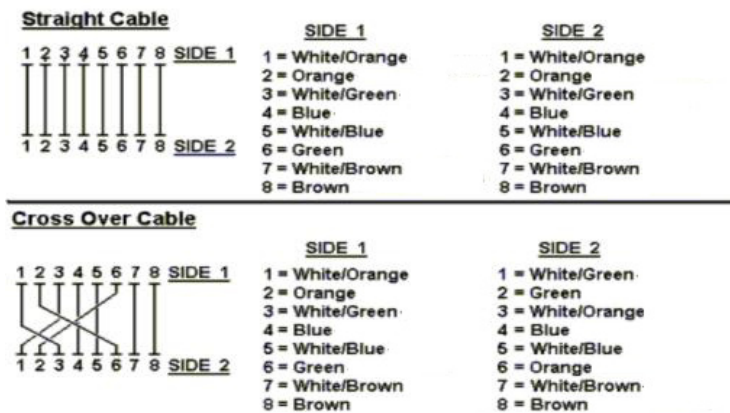 Straight Cable
1 2 3 4 5 6 7 8 SIDE 1
1 2 3 4 5 6 7 8 SIDE 2
SIDE 1
1 = White/Orange
2 = Orange
3 = White/Green
4 = Blue
5 = White/Blue
6 = Green
7 = White/Brown
8 = Brown
SIDE 2
1 = White/Orange
2 = Orange
3 = White/Green
4 = Blue
5 = White/Blue
6 = Green
7 = White/Brown
8 = Brown
Cross Over Cable
1 2 3 4 5 6 7 8 SIDE 1
1 2 3 4 5 6 7 8 SIDE 2
SIDE 1
1 = White/Orange
2 = Orange
3 = White/Green
4 = Blue
5 = White/Blue
6 = Green
7 = White/Brown
8 = Brown
SIDE 2
1 = White/Green
2 = Green
3 = White/Orange
4 = Blue
5 = White/Blue
6 = Orange
7 = White/Brown
8 = Brown